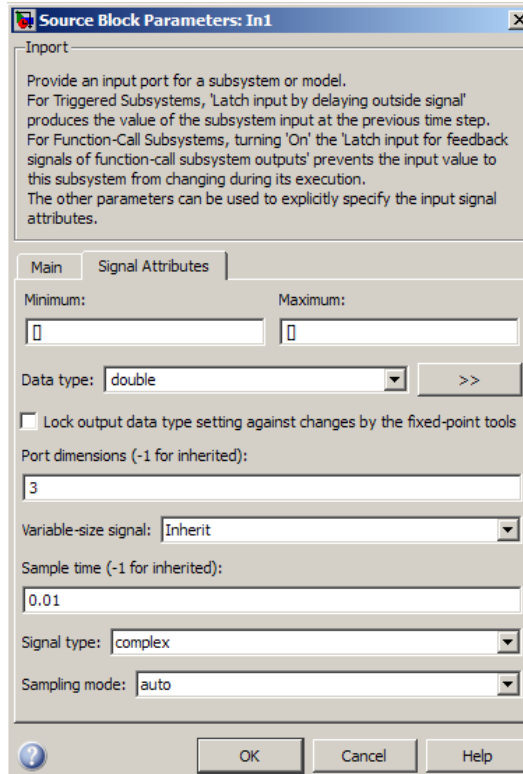 Source Block Parameters: In1
Inport
Provide an input port for a subsystem or model.
For Triggered Subsystems, 'Latch input by delaying outside signal'
produces the value of the subsystem input at the previous time step.
For Function-Call Subsystems, turning 'On' the 'Latch input for feedback
signals of function-call subsystem outputs' prevents the input value to
this subsystem from changing during its execution.
The other parameters can be used to explicitly specify the input signal
attributes.
Main Signal Attributes
Minimum: Maximum:
[] []
Data type: double >>
Lock output data type setting against changes by the fixed-point tools
Port dimensions (-1 for inherited):
3
Variable-size signal: Inherit
Sample time (-1 for inherited):
0.01
Signal type: complex
Sampling mode: auto
? OK Cancel Help